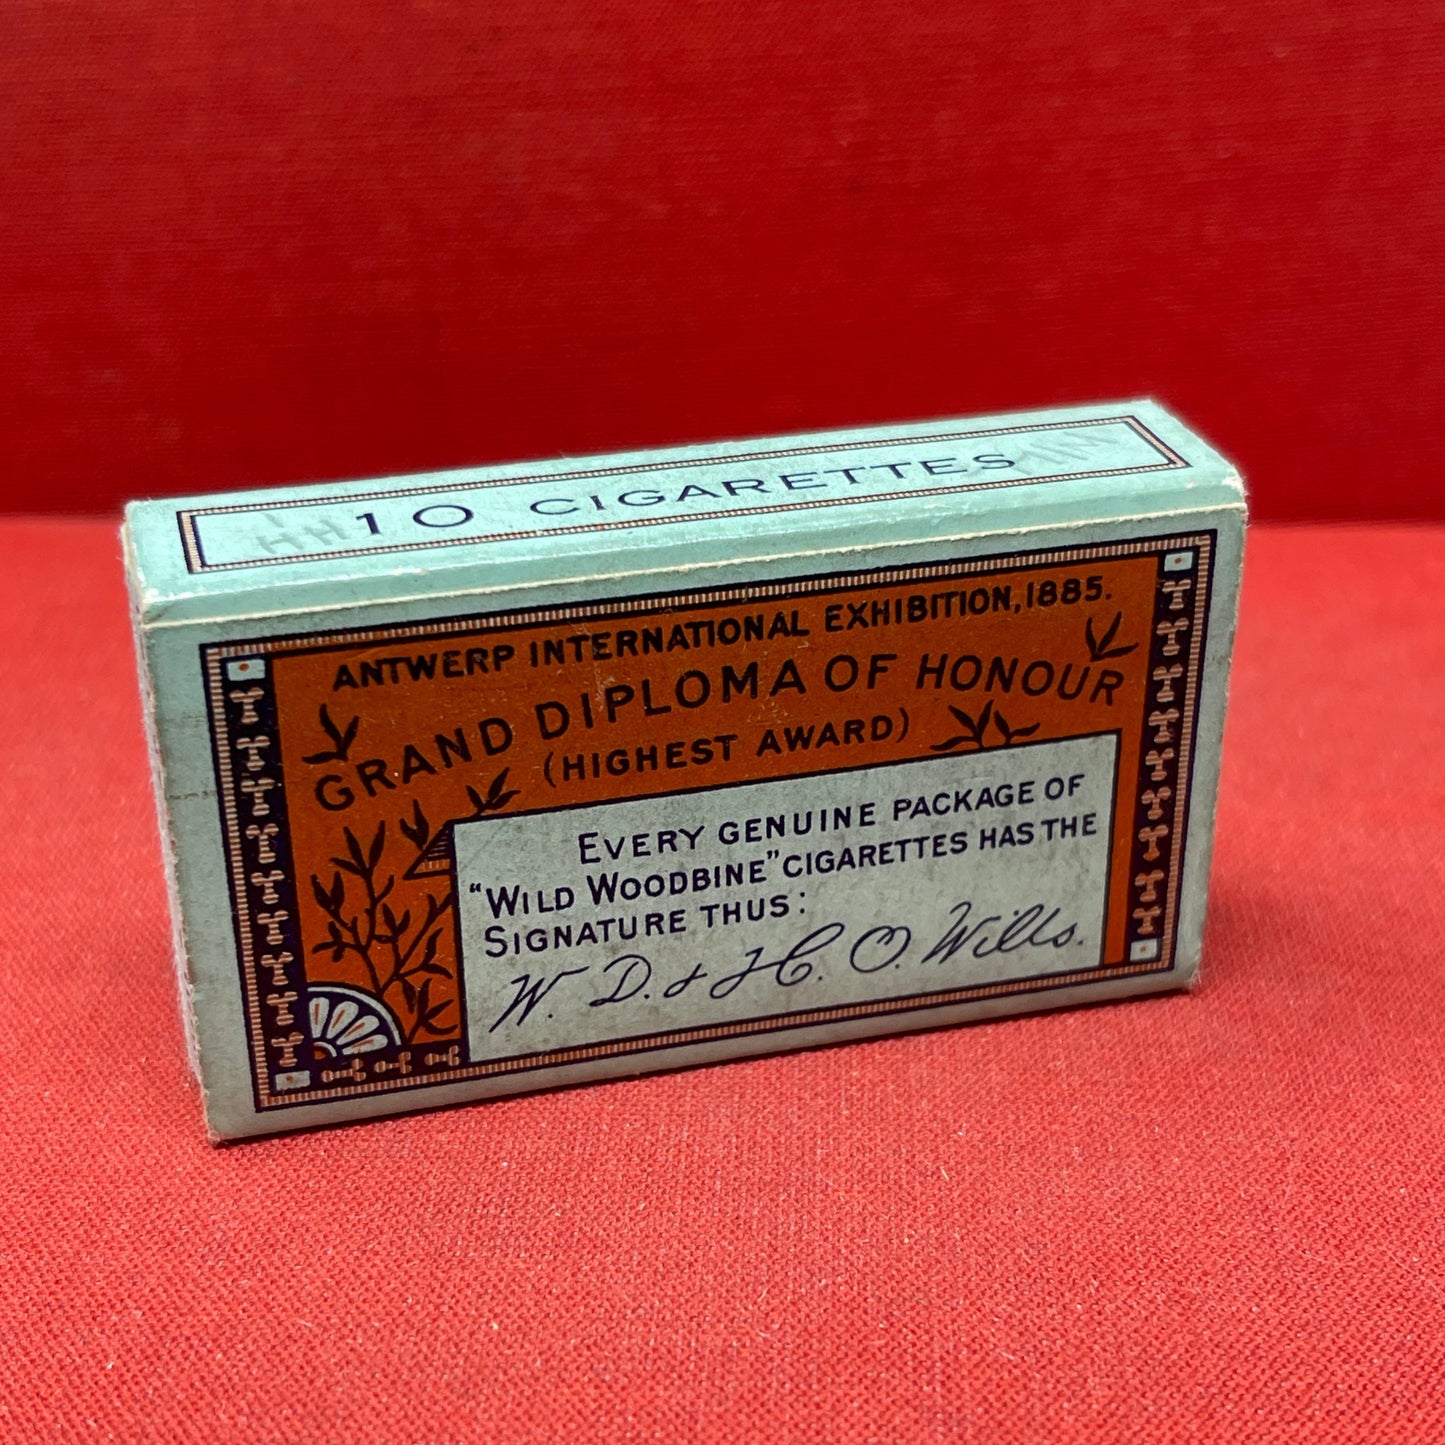 10 CIGARETTES
ANTWERP INTERNATIONAL EXHIBITION, 1885.
GRAND DIPLOMA OF HONOUR
(HIGHEST AWARD)
EVERY GENUINE PACKAGE OF
"WILD WOODBINE" CIGARETTES HAS THE
SIGNATURE THUS:
W. D. & H. O. Wills.